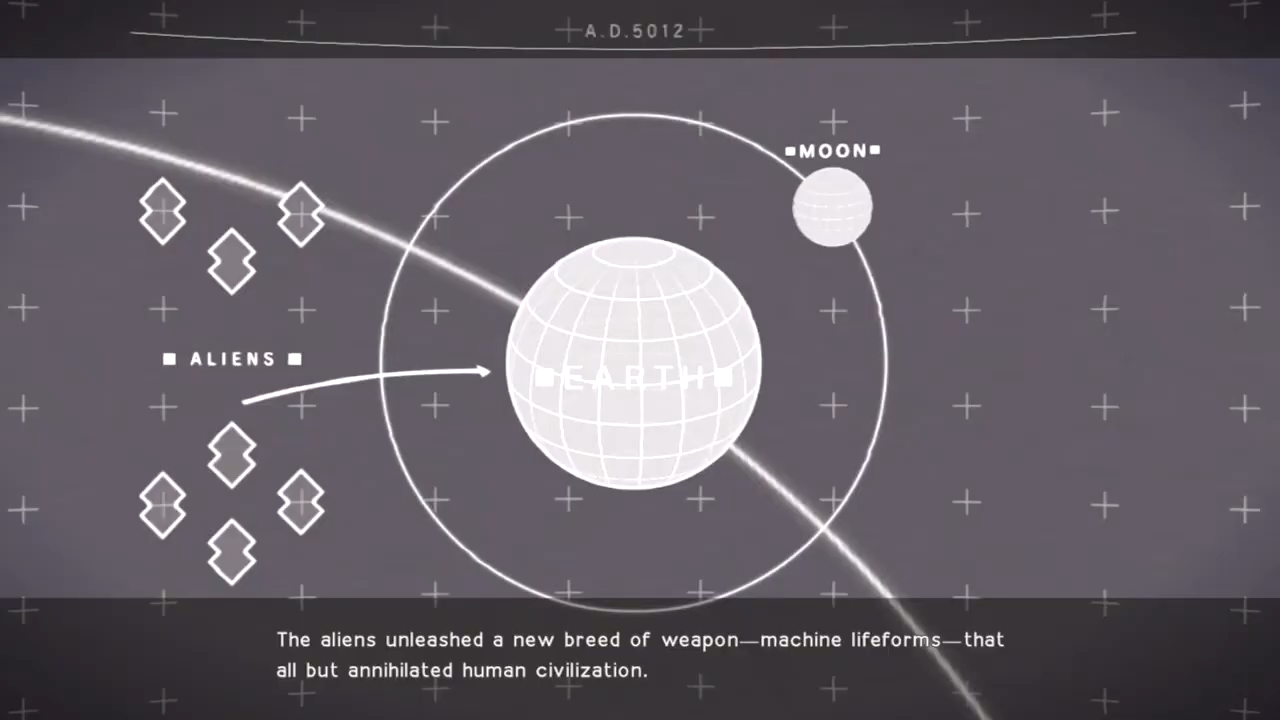 A.D.5012
MOON
ALIENS
EARTH
The aliens unleashed a new breed of weapon—machine lifeforms—that
all but annihilated human civilization.